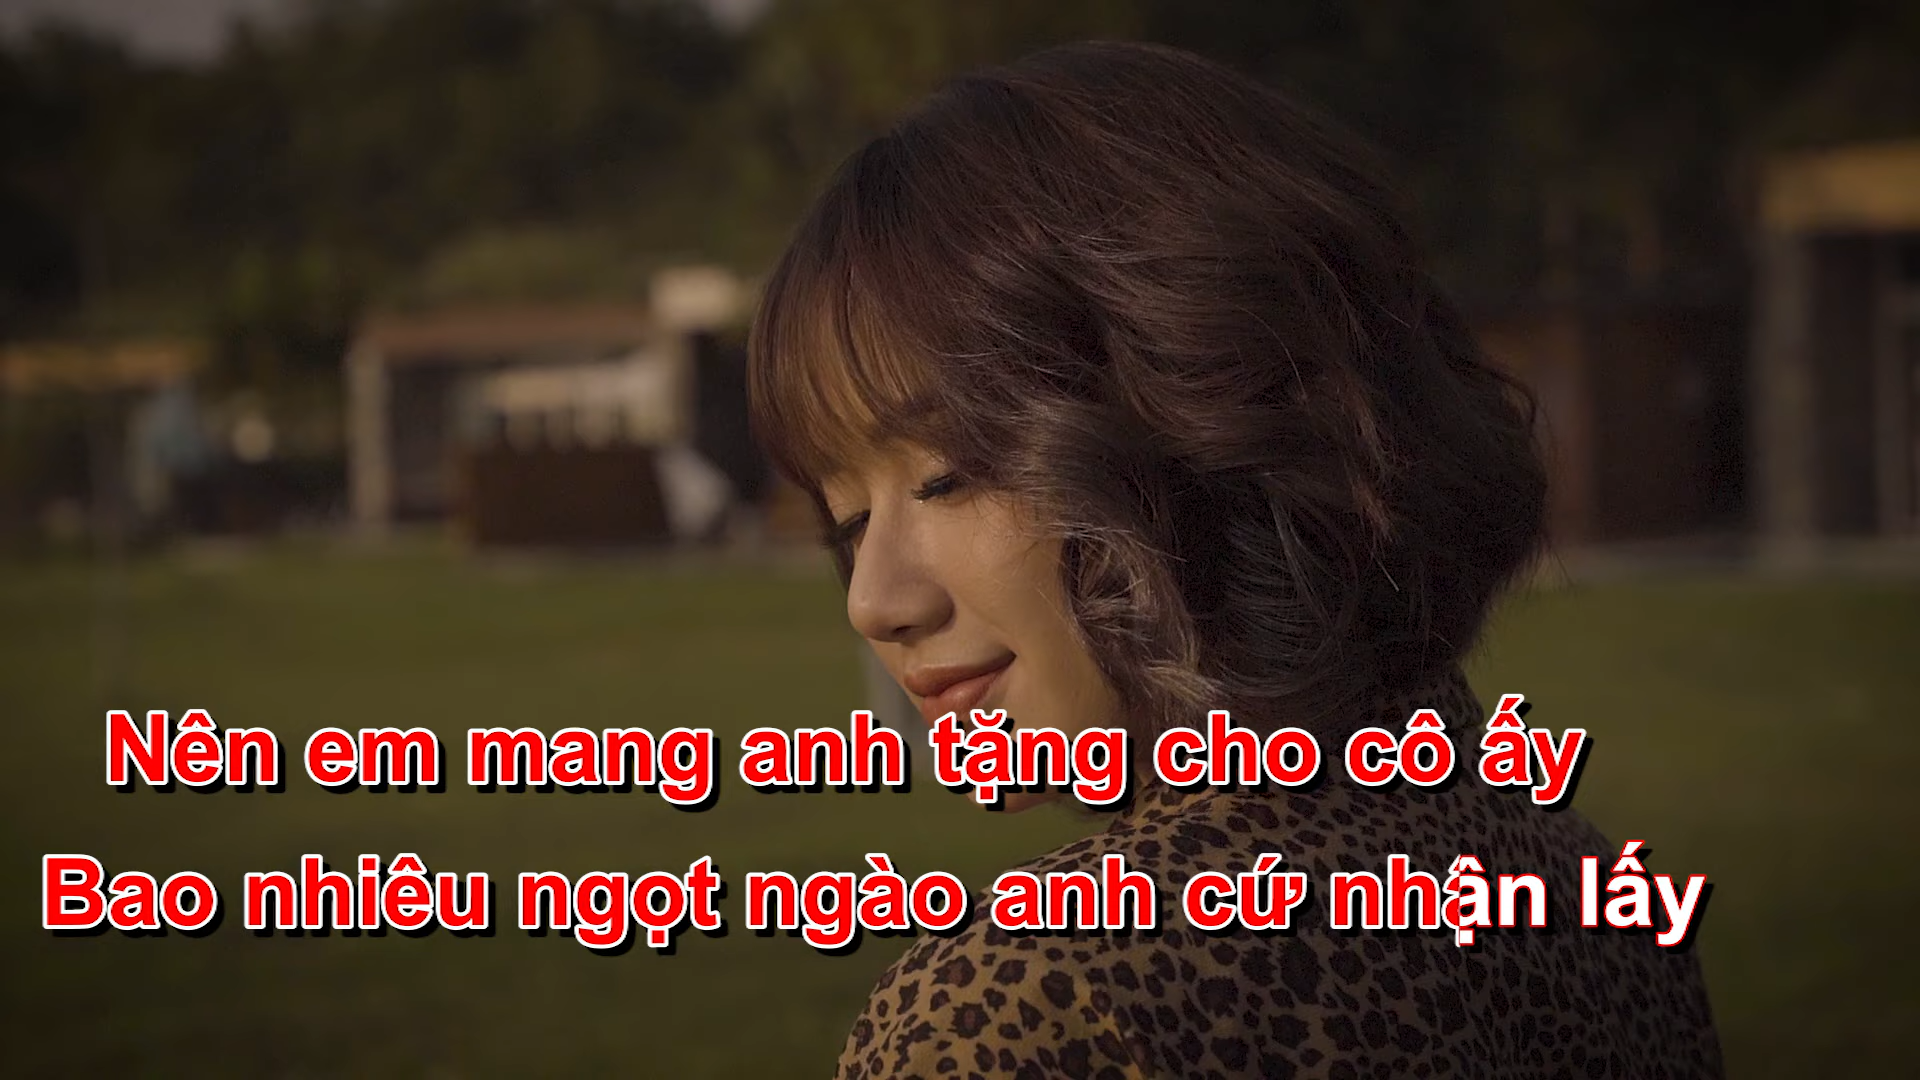 Nên em mang anh tặng cho cô ấy
Bao nhiêu ngọt ngào anh cứ nhận lấy